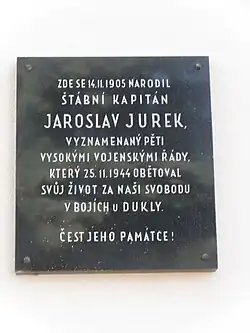 ZDE SE 14.II.1905 NARODIL
ŠTÁBNÍ KAPITÁN
JAROSLAV JUREK,
VYZNAMENANÝ PĚTI
VYSOKÝMI VOJENSKÝMI ŘÁDY,
KTERÝ 25.11.1944 OBĚTOVAL
SVŮJ ŽIVOT ZA NAŠI SVOBODU
V BOJÍCH U DUKLY.
ČEST JEHO PAMÁTCE!